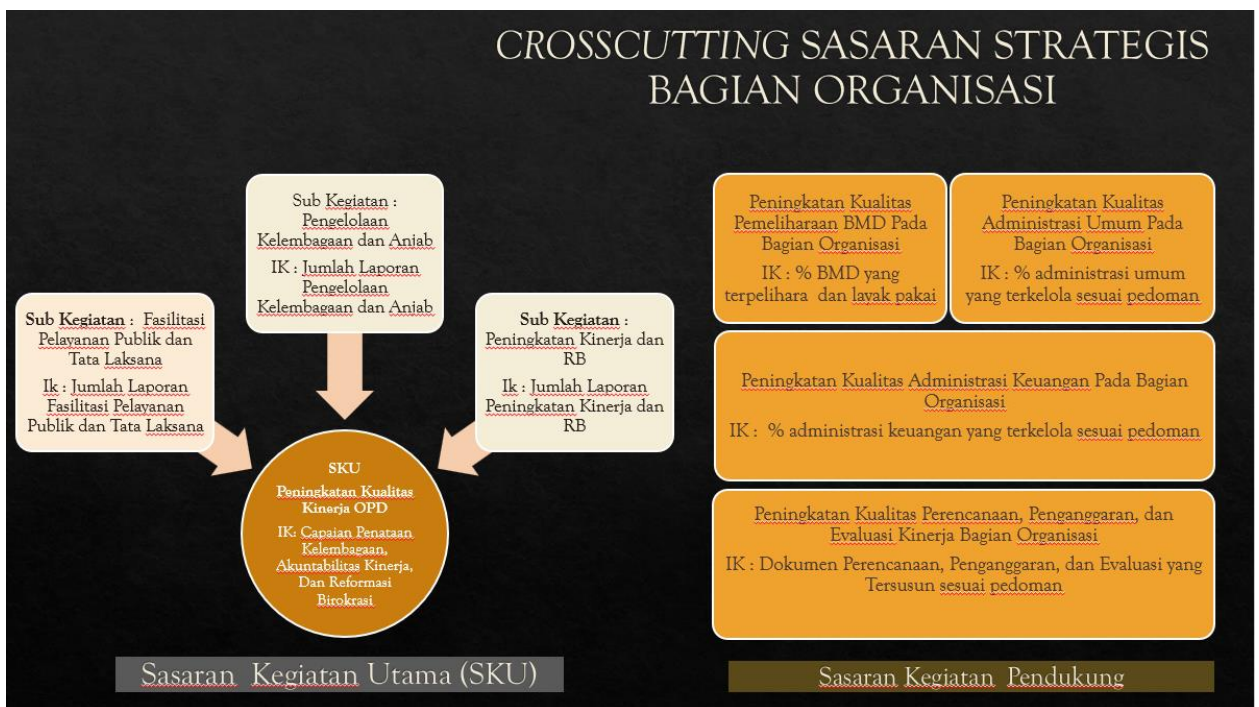 CROSSCUTTING SASARAN STRATEGIS
BAGIAN ORGANISASI
Sub Kegiatan :
Pengelolaan
Kelembagaan dan Anjab
IK : Jumlah Laporan
Pengelolaan
Kelembagaan dan Anjab
Sub Kegiatan : Fasilitasi
Pelayanan Publik dan
Tata Laksana
Ik : Jumlah Laporan
Fasilitasi Pelayanan
Publik dan Tata Laksana
Sub Kegiatan :
Peningkatan Kinerja dan
RB
Ik : Jumlah Laporan
Peningkatan Kinerja dan
RB
SKU
Peningkatan Kualitas
Kinerja OPD
IK: Capaian Penataan
Kelembagaan,
Akuntabilitas Kinerja,
Dan Reformasi
Birokrasi
Sasaran Kegiatan Utama (SKU)
Peningkatan Kualitas
Pemeliharaan BMD Pada
Bagian Organisasi
IK : % BMD yang
terpelihara dan layak pakai
Peningkatan Kualitas
Administrasi Umum Pada
Bagian Organisasi
IK : % administrasi umum
yang terkelola sesuai pedoman
Peningkatan Kualitas Administrasi Keuangan Pada Bagian
Organisasi
IK : % administrasi keuangan yang terkelola sesuai pedoman
Peningkatan Kualitas Perencanaan, Penganggaran, dan
Evaluasi Kinerja Bagian Organisasi
IK : Dokumen Perencanaan, Penganggaran, dan Evaluasi yang
Tersusun sesuai pedoman
Sasaran Kegiatan Pendukung